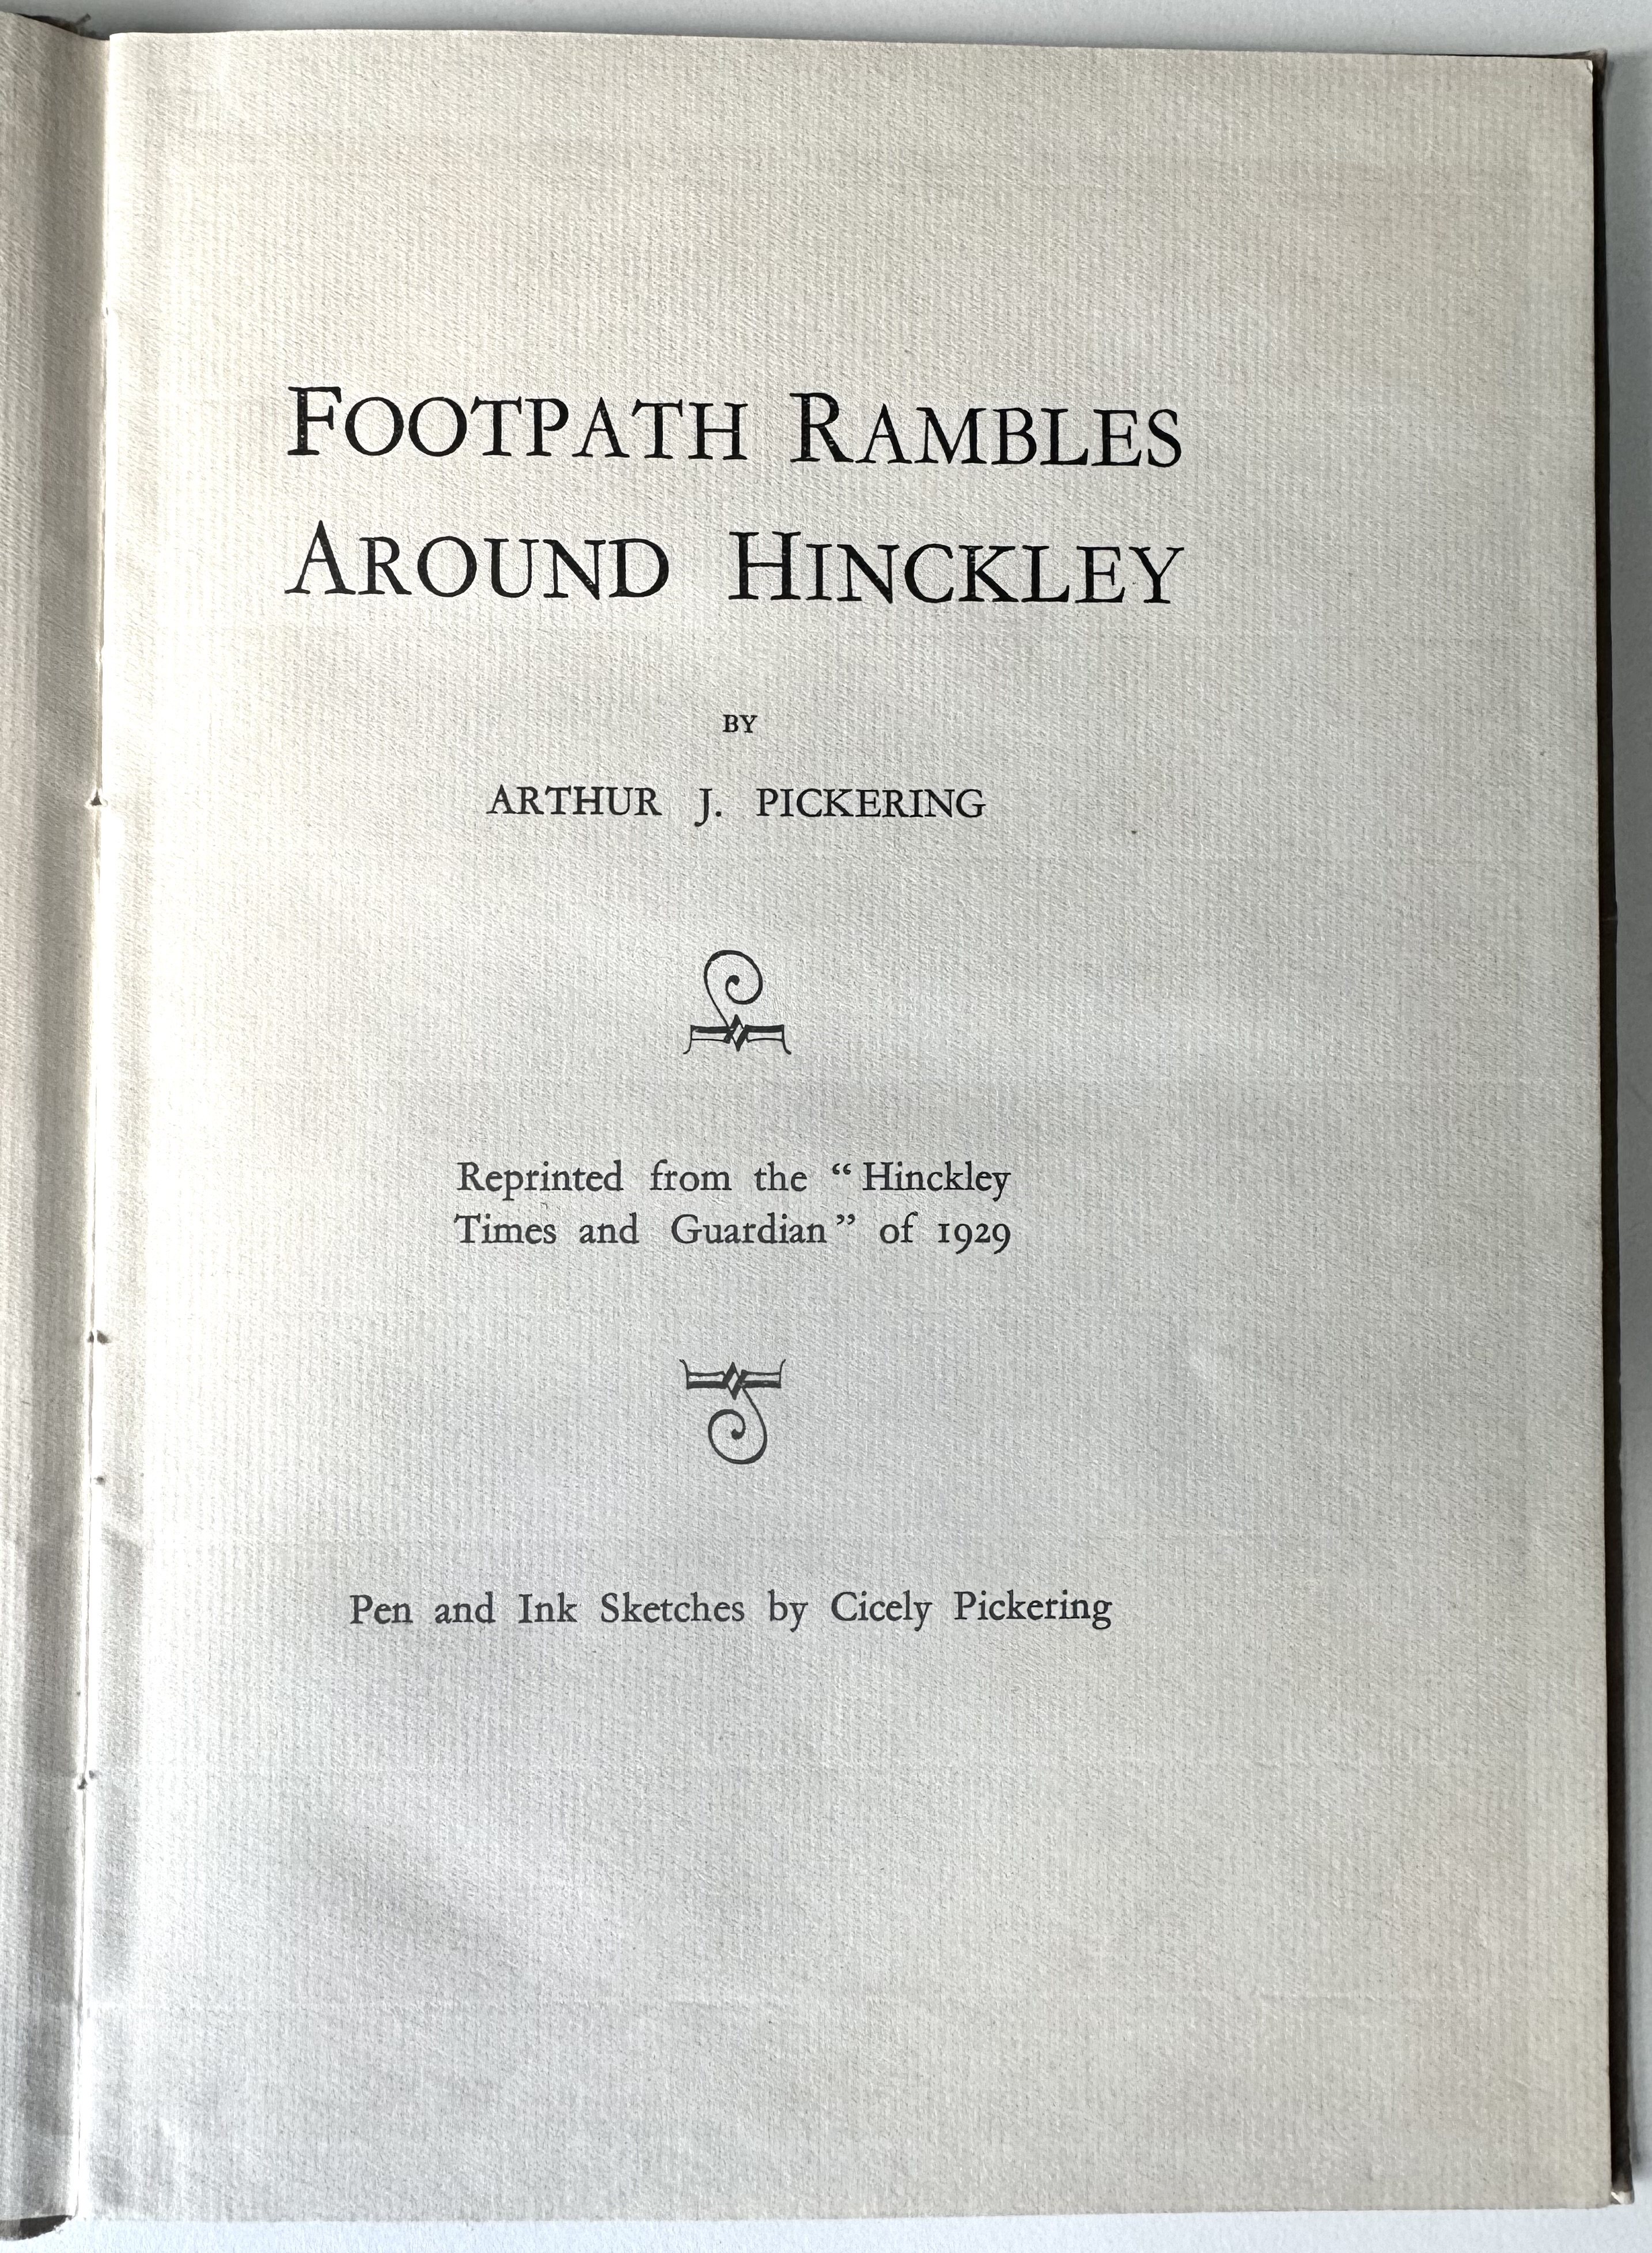 FOOTPATH RAMBLES
AROUND HINCKLEY
BY
ARTHUR J. PICKERING
Reprinted from the “Hinckley
Times and Guardian” of 1929
Pen and Ink Sketches by Cicely Pickering